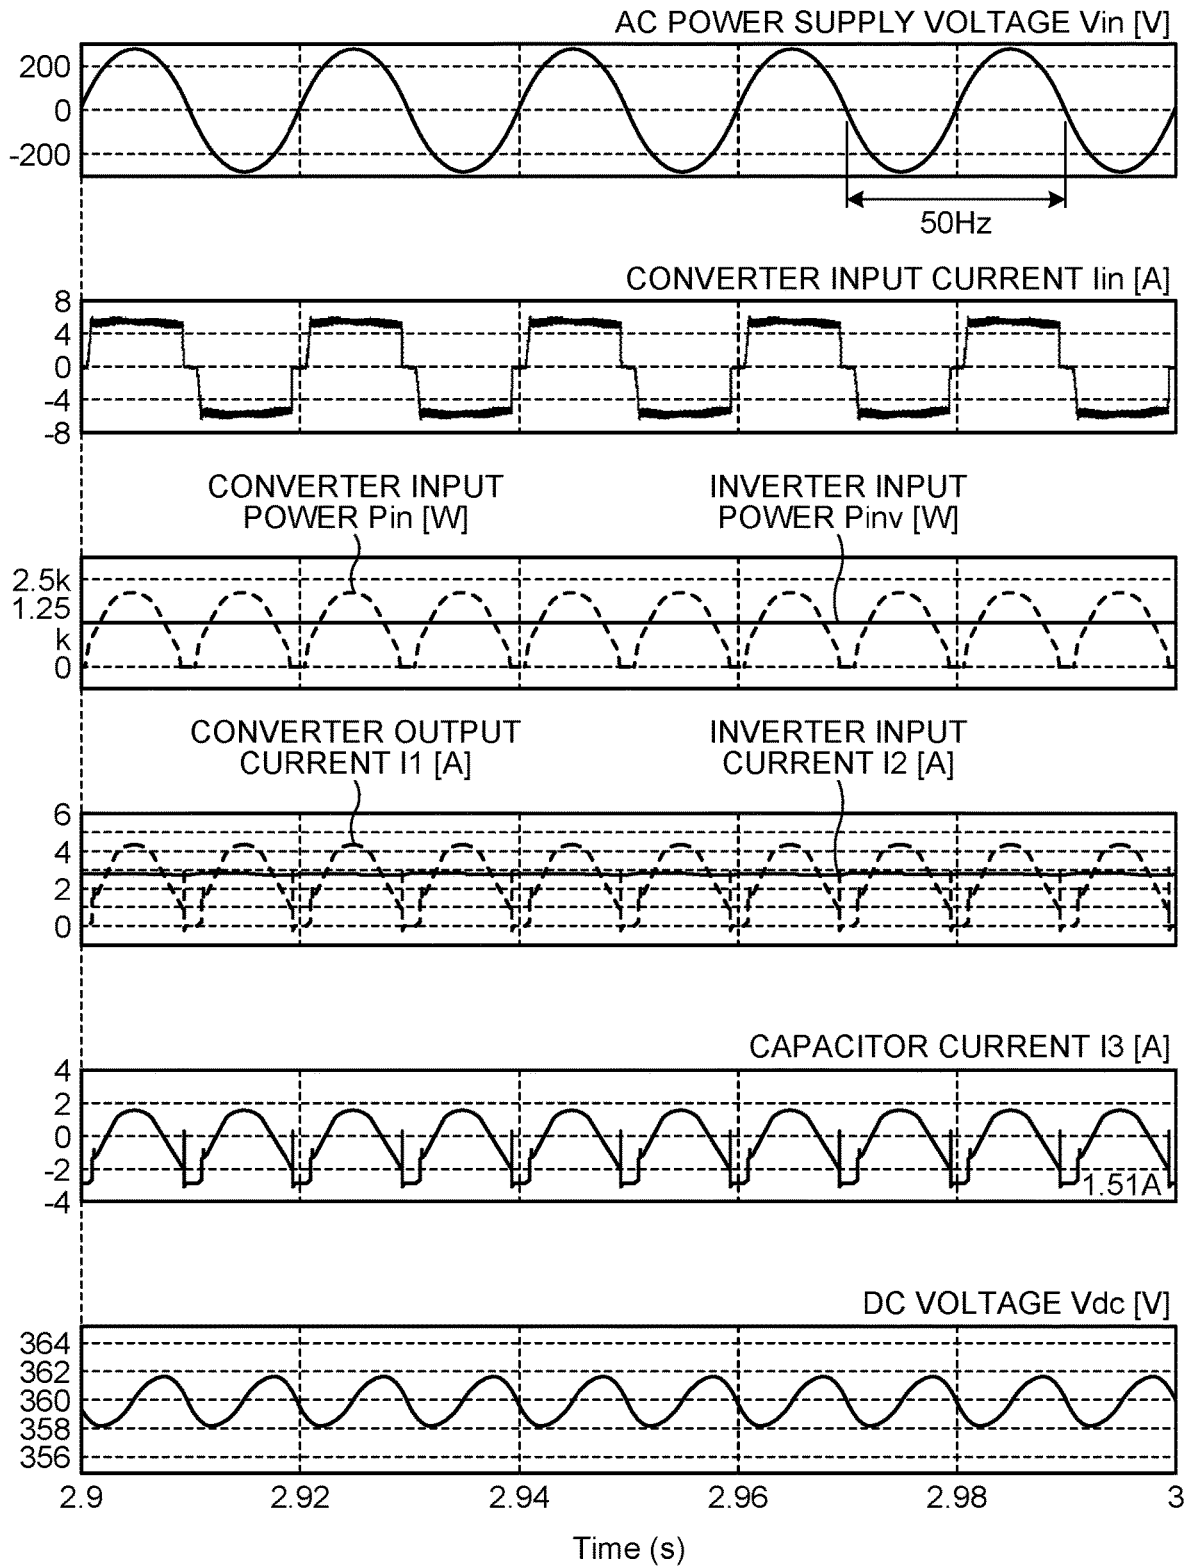 AC POWER SUPPLY VOLTAGE Vin [V]
200
0
-200
50Hz
CONVERTER INPUT CURRENT Iin [A]
8
4
0
-4
-8
CONVERTER INPUT
POWER Pin [W]
INVERTER INPUT
POWER Pinv [W]
2.5k
1.25
k
0
CONVERTER OUTPUT
CURRENT I1 [A]
INVERTER INPUT
CURRENT I2 [A]
6
4
2
0
CAPACITOR CURRENT I3 [A]
4
2
0
-2
-4
1.51A
DC VOLTAGE Vdc [V]
364
362
360
358
356
2.9 2.92 2.94 2.96 2.98 3
Time (s)